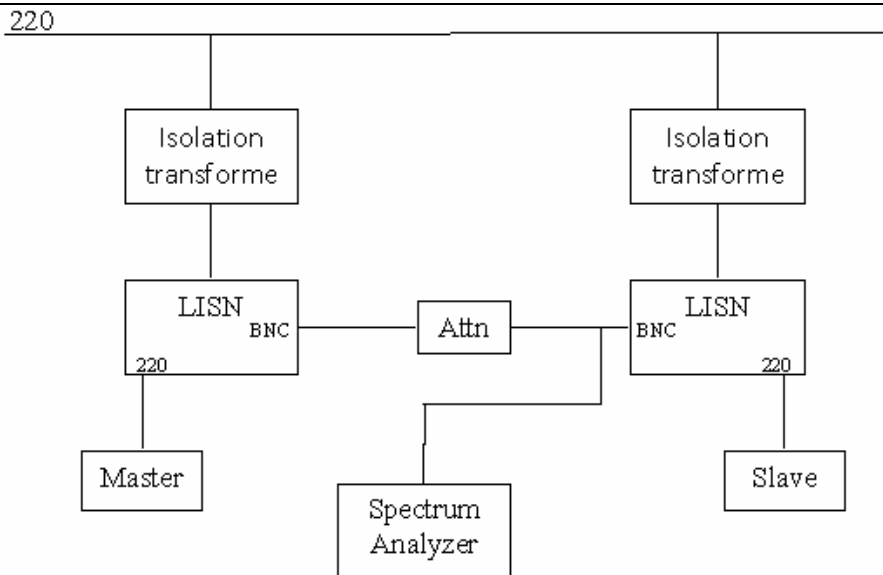 220
Isolation
transforme
Isolation
transforme
LISN
BNC
220
Attn
LISN
BNC
220
Master
Slave
Spectrum
Analyzer